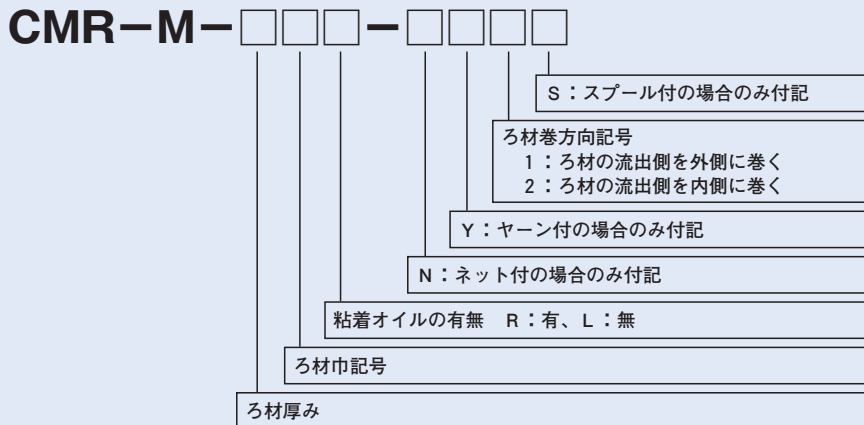 CMR−M−□□□−□□□□
S：スプール付の場合のみ付記
ろ材巻方向記号
1：ろ材の流出側を外側に巻く
2：ろ材の流出側を内側に巻く
Y：ヤーン付の場合のみ付記
N：ネット付の場合のみ付記
粘着オイルの有無　R：有、L：無
ろ材巾記号
ろ材厚み